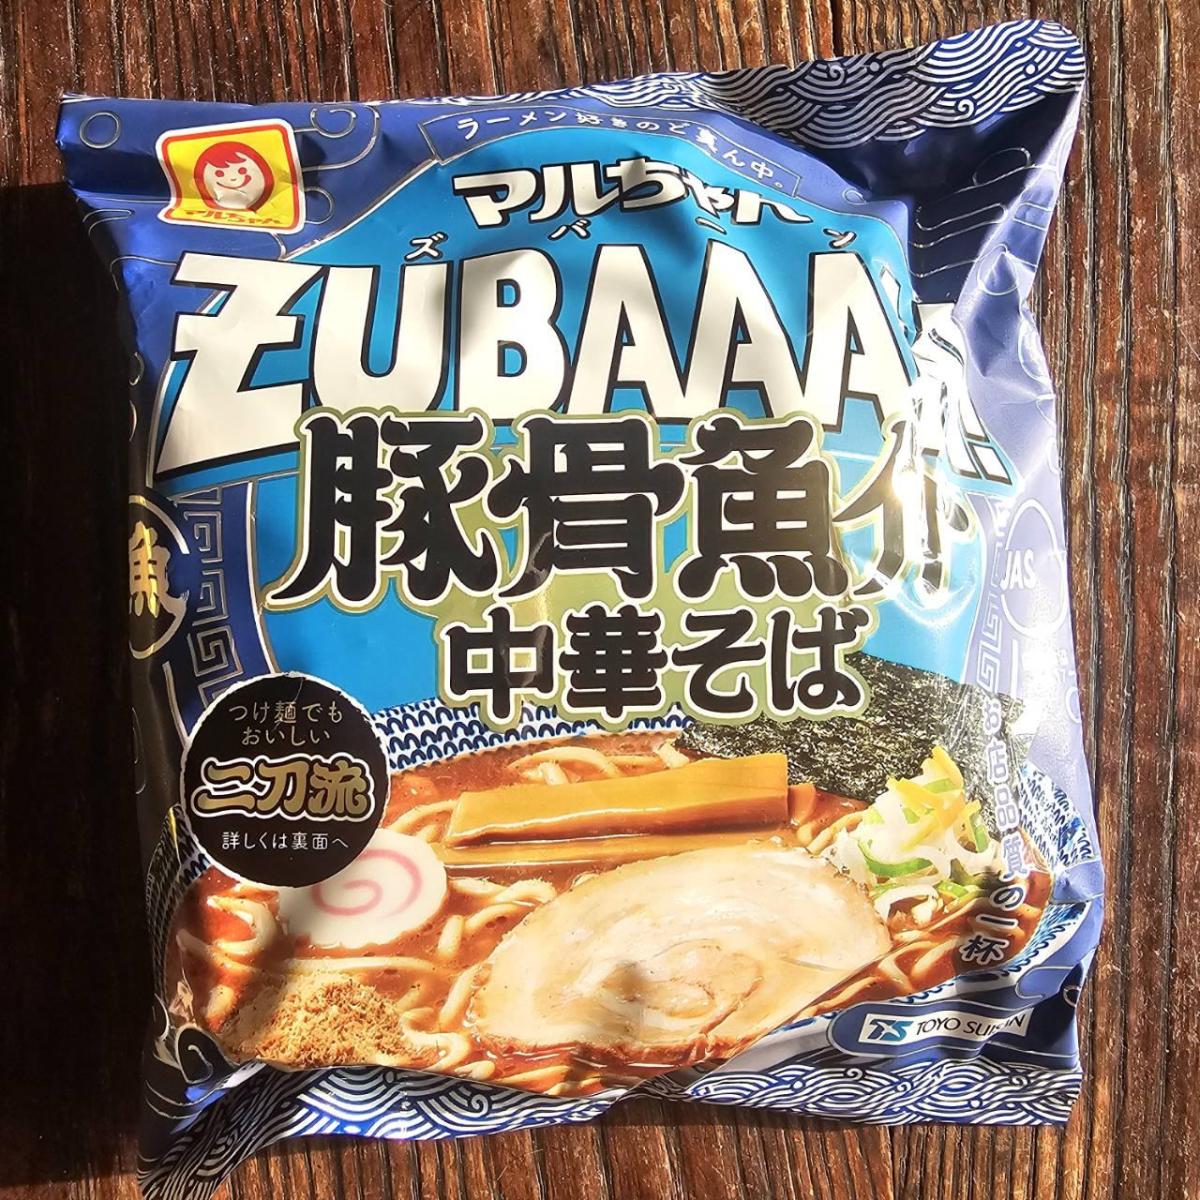 ラーメン好きのど真ん中。
マルちゃん
マルちゃん
ズバーン
ZUBAAAN!
豚骨魚介
中華そば
魚
JAS
つけ麺でも
おいしい
二刀流
詳しくは裏面へ
お店品質の一杯
TS TOYO SUISAN